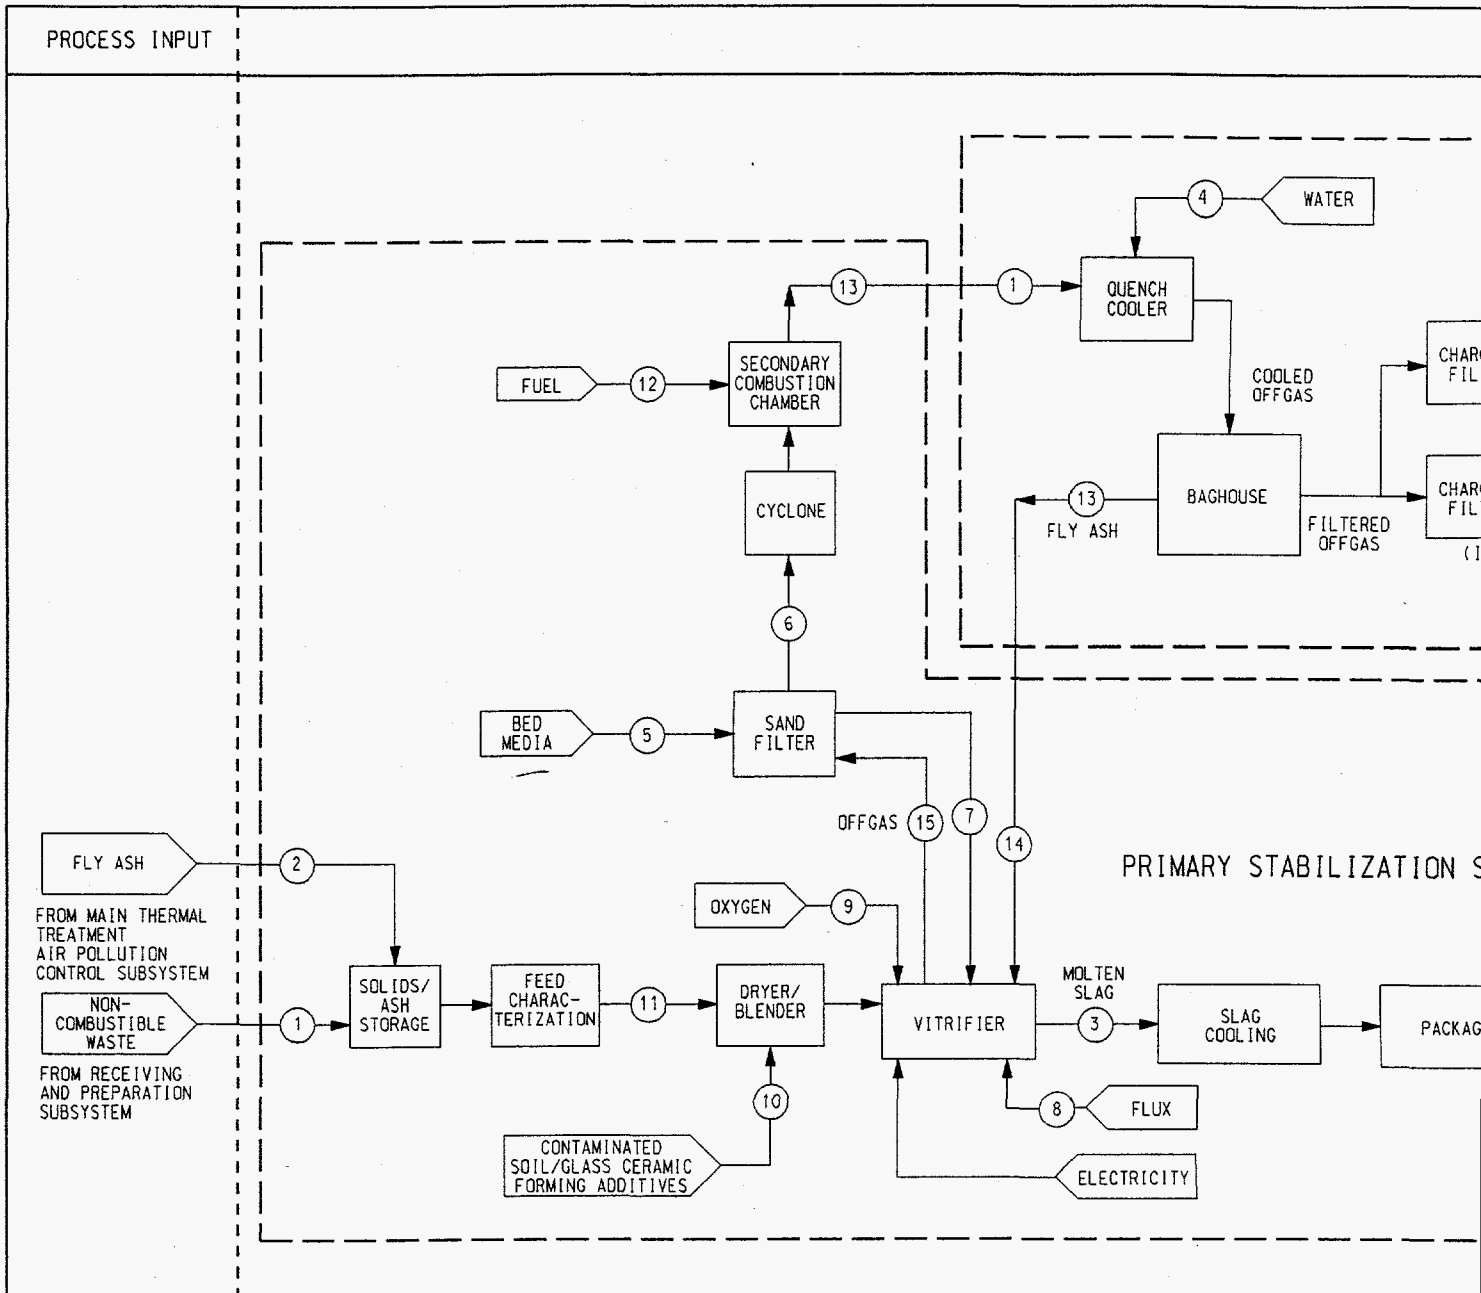 PROCESS INPUT
4
WATER
13
1
QUENCH
COOLER
SECONDARY
COMBUSTION
CHAMBER
FUEL
12
COOLED
OFFGAS
CYCLONE
BAGHOUSE
13
FLY ASH
FILTERED
OFFGAS
6
BED
MEDIA
5
SAND
FILTER
OFFGAS
15
7
14
FLY ASH
2
PRIMARY STABILIZATION
FROM MAIN THERMAL
TREATMENT
AIR POLLUTION
CONTROL SUBSYSTEM
OXYGEN
9
NON-
COMBUSTIBLE
WASTE
1
SOLIDS/
ASH
STORAGE
FEED
CHARAC-
TERIZATION
11
DRYER/
BLENDER
VITRIFIER
MOLTEN
SLAG
3
SLAG
COOLING
PACKAG
FROM RECEIVING
AND PREPARATION
SUBSYSTEM
10
8
FLUX
CONTAMINATED
SOIL/GLASS CERAMIC
FORMING ADDITIVES
ELECTRICITY